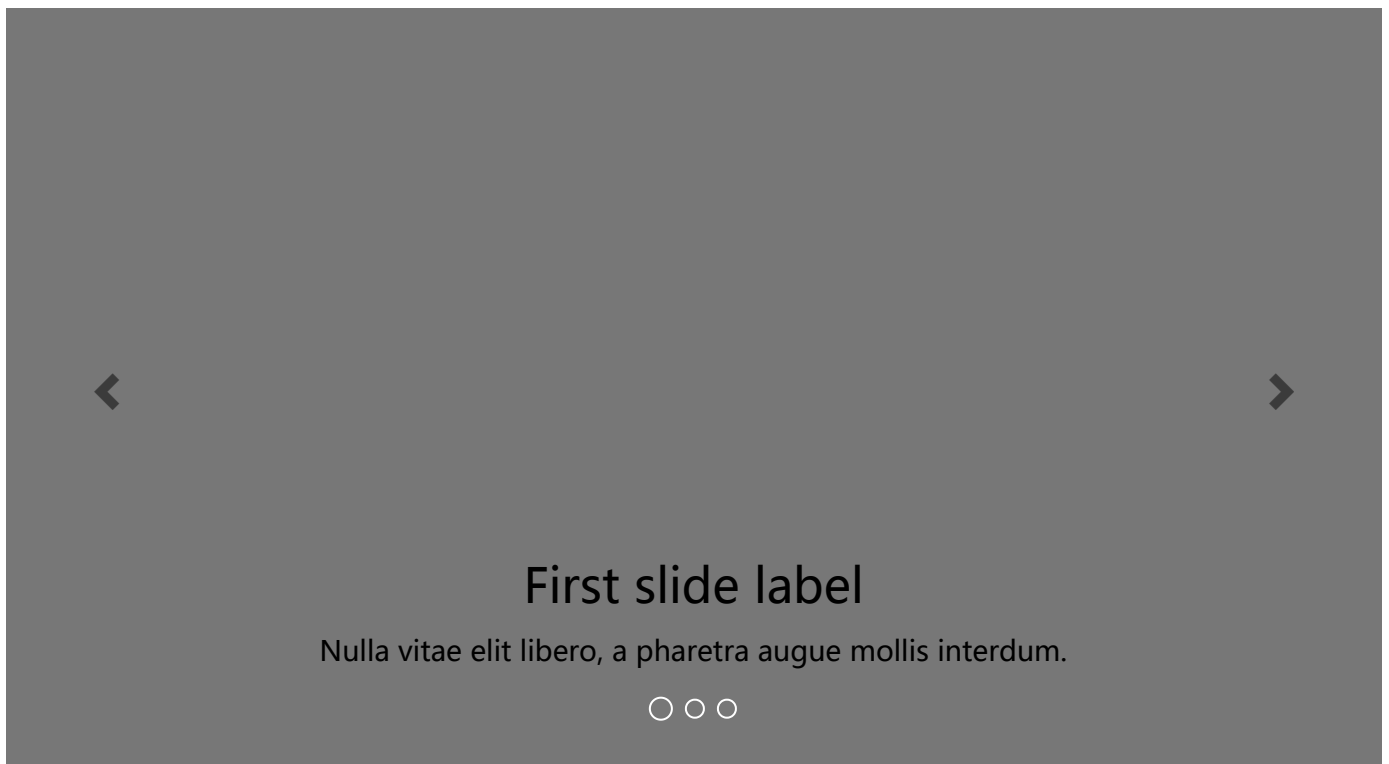 First slide label
Nulla vitae elit libero, a pharetra augue mollis interdum.